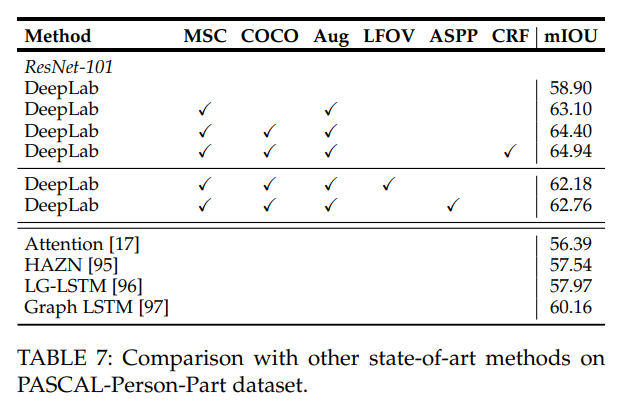 Method MSC COCO Aug LFOV ASPP CRF mIOU
ResNet-101
DeepLab 58.90
DeepLab ✓ ✓ 63.10
DeepLab ✓ ✓ ✓ 64.40
DeepLab ✓ ✓ ✓ ✓ 64.94
DeepLab ✓ ✓ ✓ ✓ 62.18
DeepLab ✓ ✓ ✓ ✓ 62.76
Attention [17] 56.39
HAZN [95] 57.54
LG-LSTM [96] 57.97
Graph LSTM [97] 60.16
TABLE 7: Comparison with other state-of-art methods on
PASCAL-Person-Part dataset.